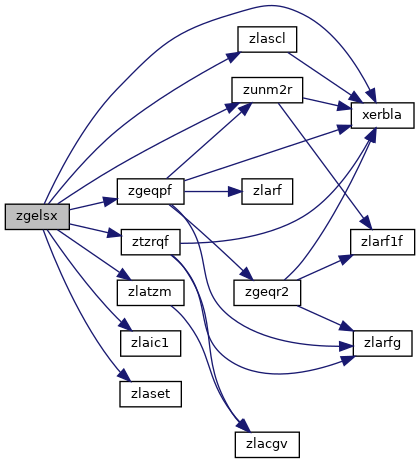 zlascl
zunm2r
xerbla
zgeqpf
zlarf
zgelsx
ztzrqf
zlarf1f
zlatzm
zgeqr2
zlaic1
zlarfg
zlaset
zlacgv